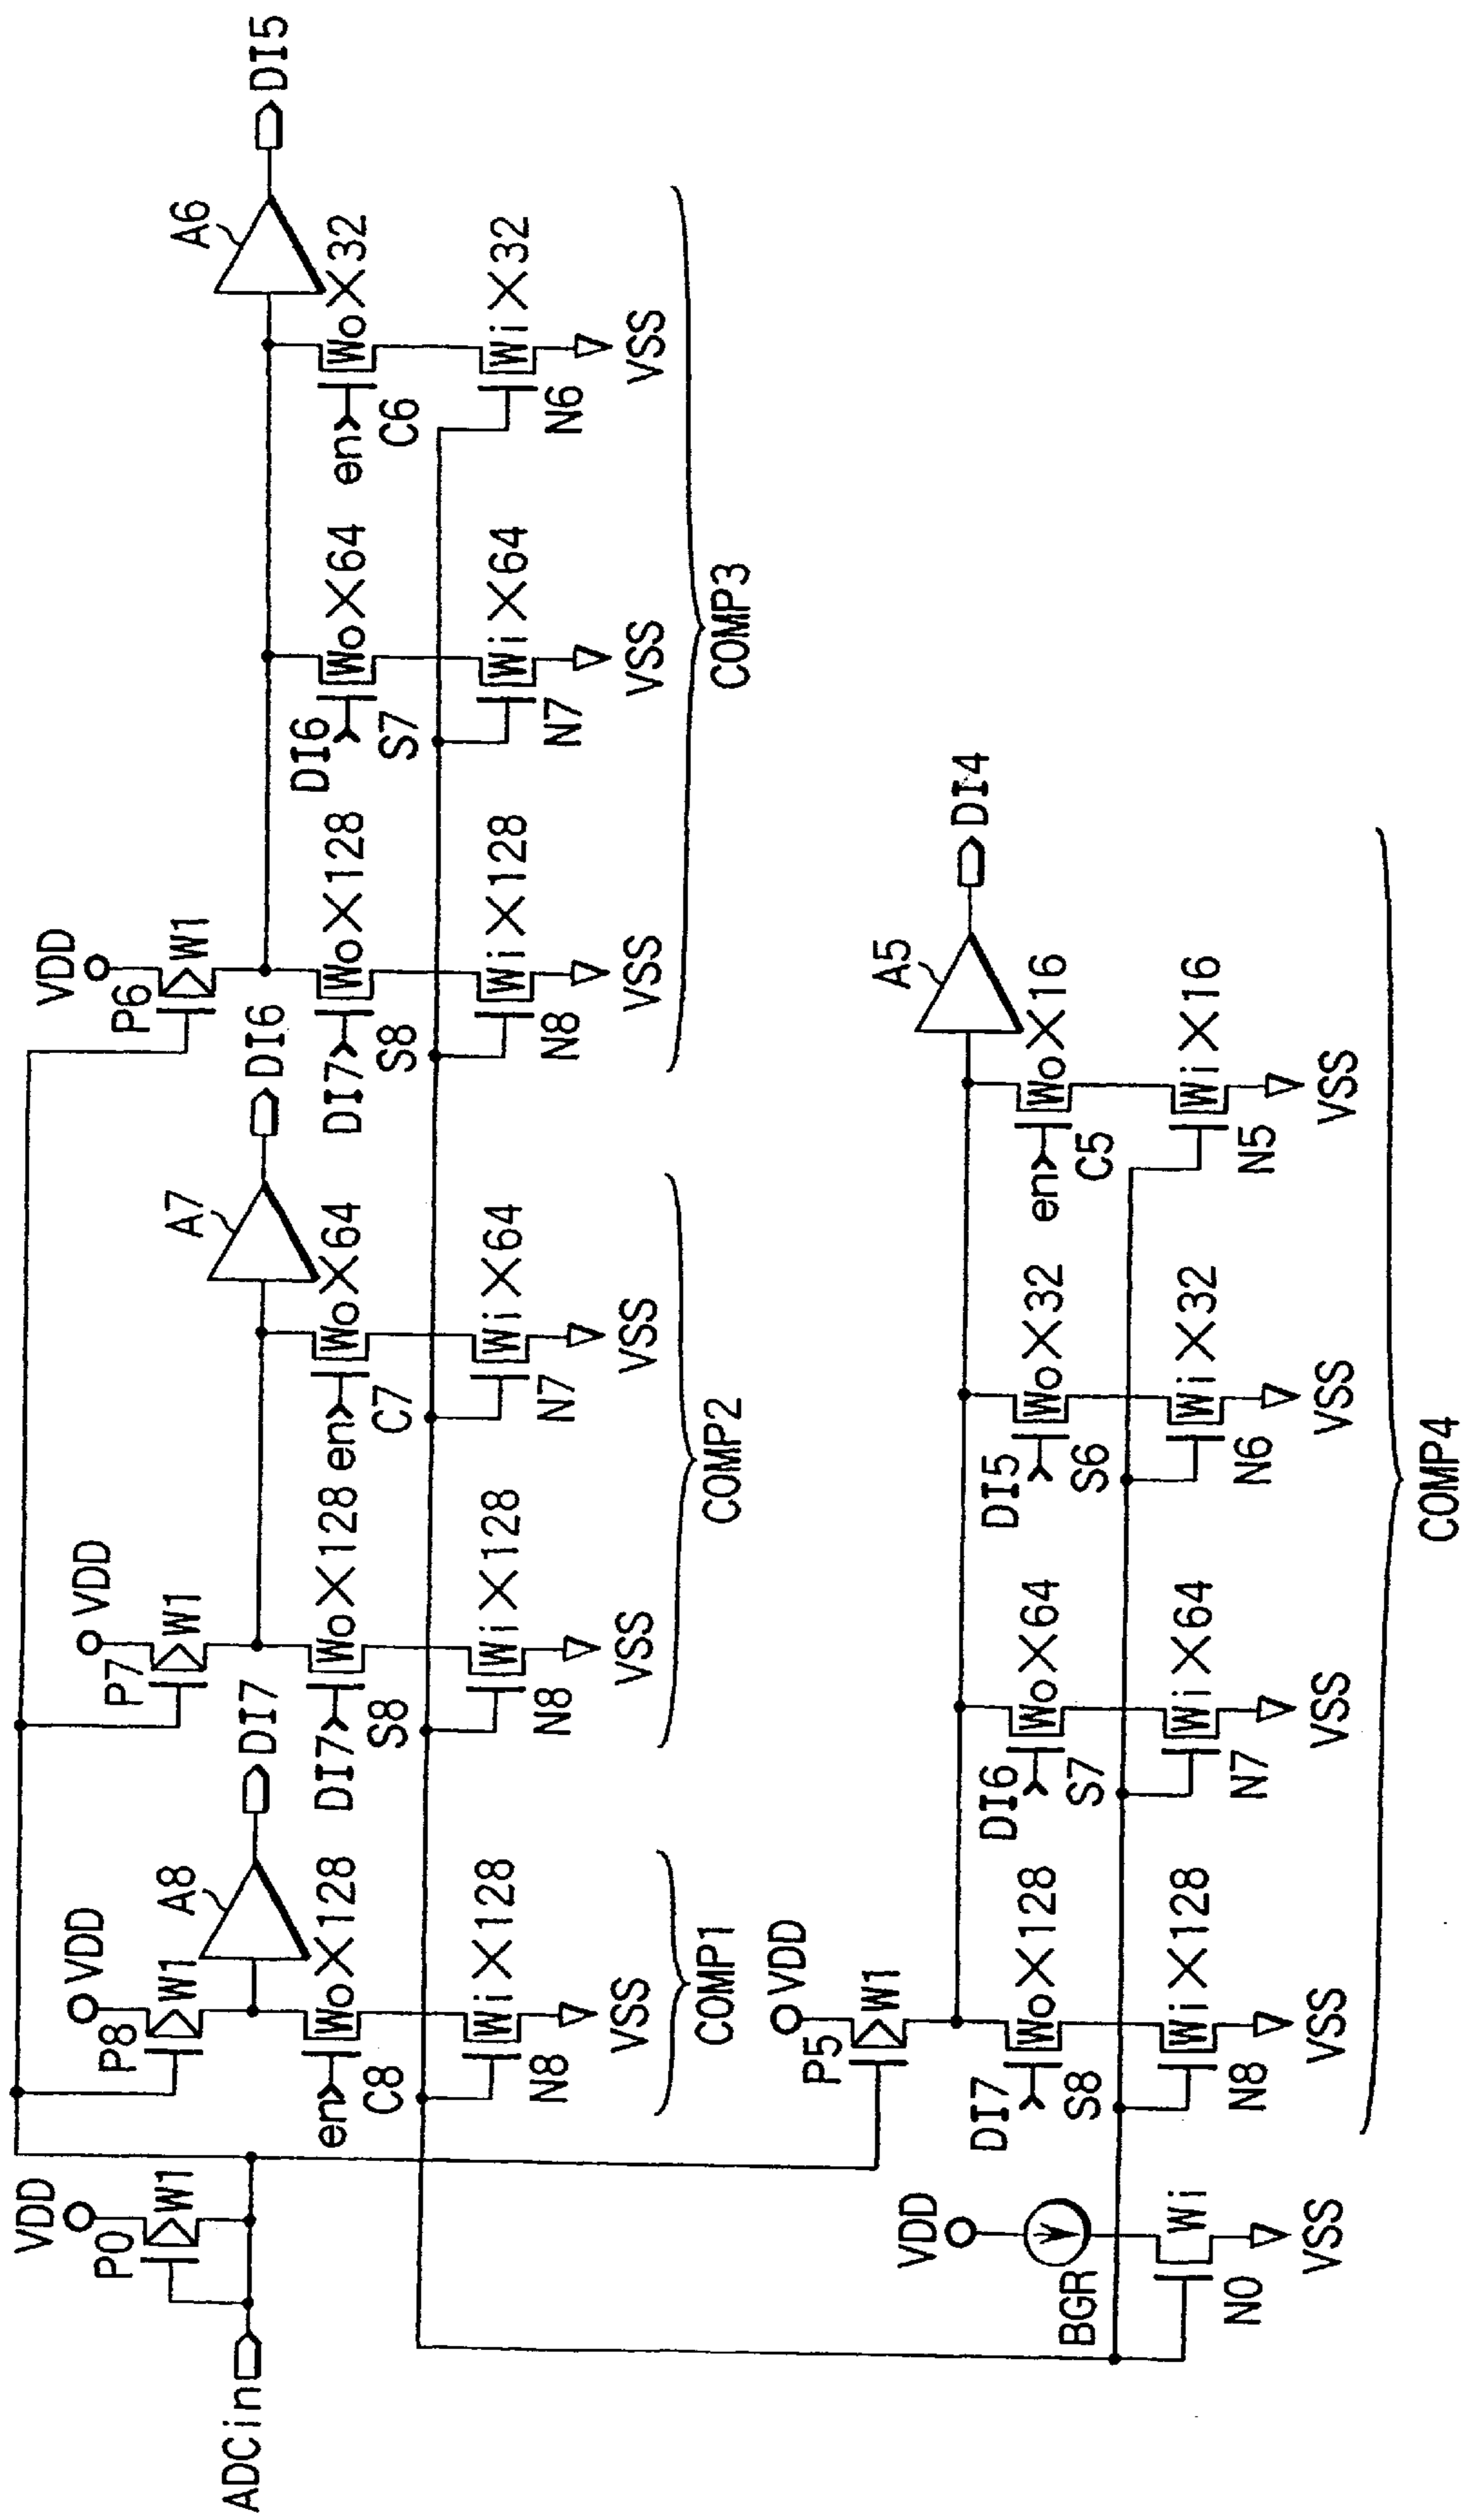 ADCin
VDD
P0
W1
VDD
P8
W1
A8
DI7
en
C8
Wo×128
N8
Wi×128
VSS
COMP1
VDD
P7
W1
A7
DI6
DI7
S8
Wo×128
en
C7
Wo×64
N8
Wi×128
VSS
N7
Wi×64
VSS
COMP2
VDD
P6
W1
A6
DI5
DI7
S8
Wo×128
DI6
S7
Wo×64
en
C6
Wo×32
N8
Wi×128
VSS
N7
Wi×64
VSS
N6
Wi×32
VSS
COMP3
VDD
BGR
N0
Wi
VSS
VDD
P5
W1
A5
DI4
DI7
S8
Wo×128
DI6
S7
Wo×64
DI5
S6
Wo×32
en
C5
Wo×16
N8
Wi×128
VSS
N7
Wi×64
VSS
N6
Wi×32
VSS
N5
Wi×16
VSS
COMP4